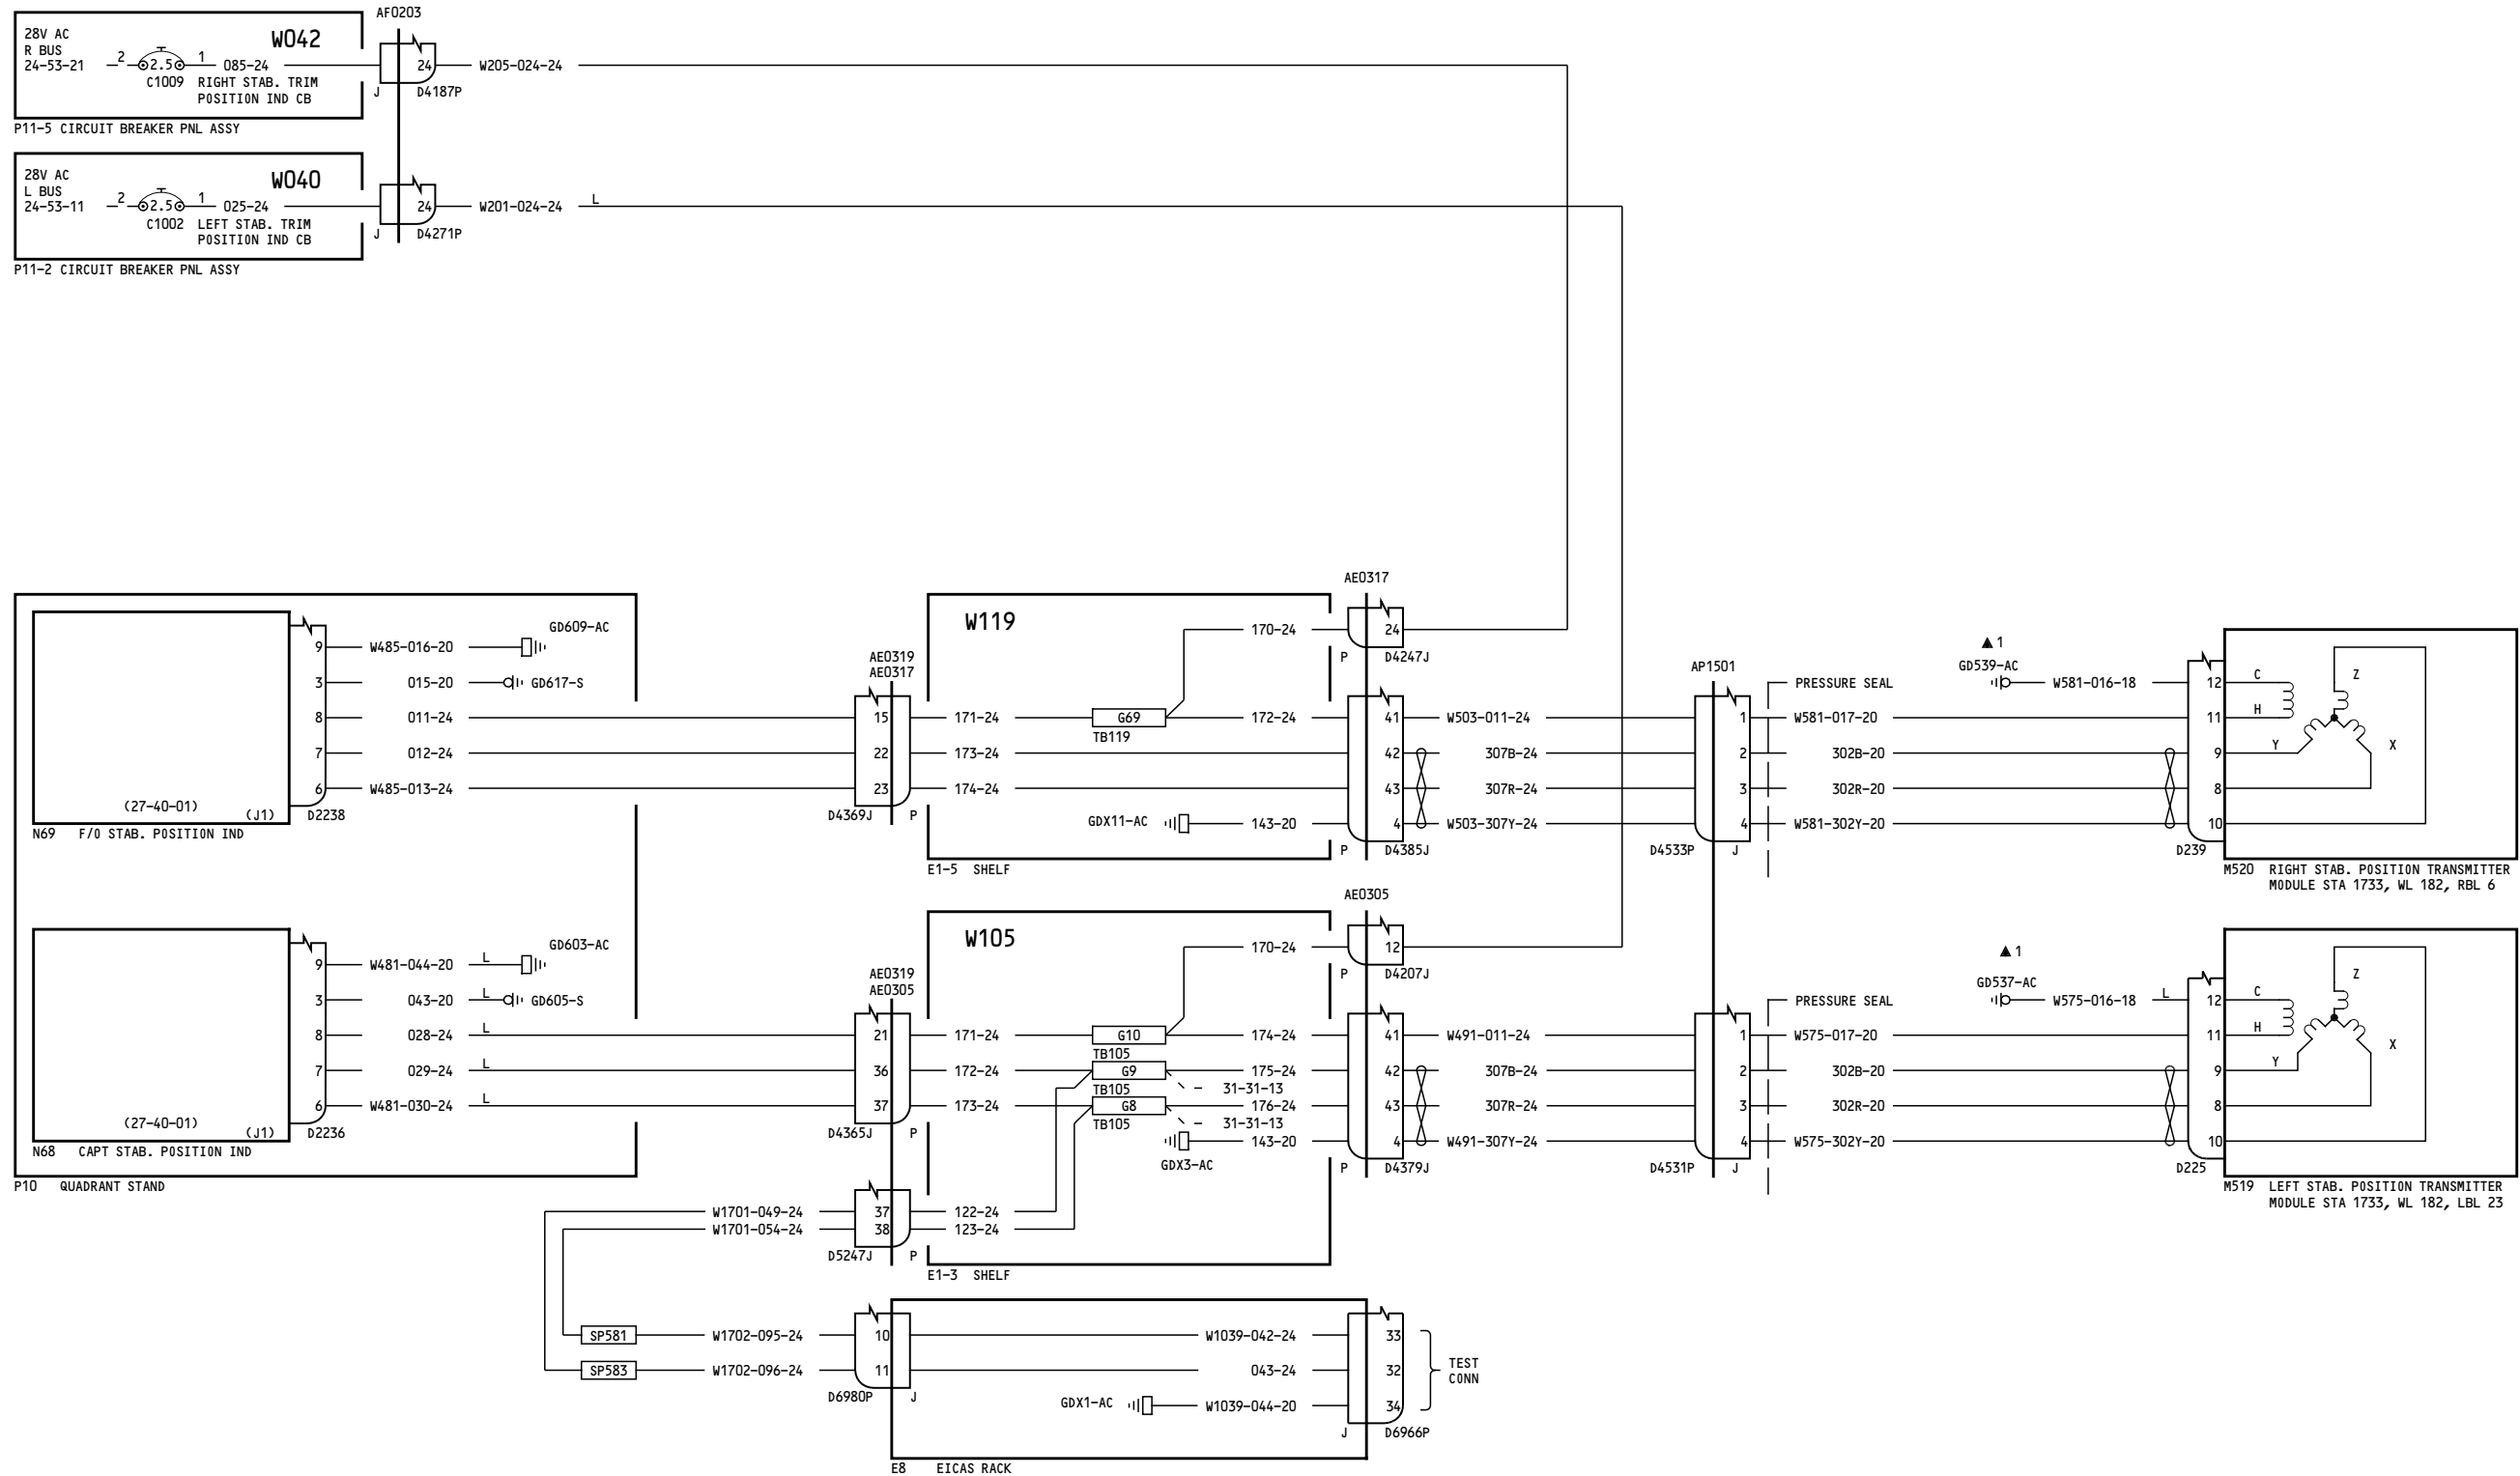 AF0203
28V AC
R BUS
24-53-21
2
2.5
1
085-24
W042
C1009
RIGHT STAB. TRIM
POSITION IND CB
24
J
D4187P
W205-024-24
P11-5 CIRCUIT BREAKER PNL ASSY
28V AC
L BUS
24-53-11
2
2.5
1
025-24
W040
C1002
LEFT STAB. TRIM
POSITION IND CB
24
J
D4271P
W201-024-24
L
P11-2 CIRCUIT BREAKER PNL ASSY
9 W485-016-20 GD609-AC
3 015-20 GD617-S
8 011-24
7 012-24
6 W485-013-24
(27-40-01)
(J1)
D2238
N69 F/O STAB. POSITION IND
AE0319
AE0317
15
22
23
D4369J
P
W119
171-24
G69
TB119
170-24
172-24
173-24
174-24
GDX11-AC
143-20
E1-5 SHELF
AE0317
24
P
D4247J
41
42
43
4
P
D4385J
W503-011-24
307B-24
307R-24
W503-307Y-24
AP1501
1
2
3
4
D4533P
J
PRESSURE SEAL
W581-017-20
302B-20
302R-20
W581-302Y-20
▲ 1
GD539-AC
W581-016-18
12
11
9
8
10
D239
C
H
Y
Z
X
M520 RIGHT STAB. POSITION TRANSMITTER
MODULE STA 1733, WL 182, RBL 6
9 W481-044-20 L GD603-AC
3 043-20 L GD605-S
8 028-24 L
7 029-24 L
6 W481-030-24 L
(27-40-01)
(J1)
D2236
N68 CAPT STAB. POSITION IND
P10 QUADRANT STAND
AE0319
AE0305
21
36
37
D4365J
P
W105
171-24
172-24
173-24
G10
TB105
G9
TB105
G8
TB105
170-24
174-24
175-24
31-31-13
176-24
31-31-13
143-20
GDX3-AC
AE0305
12
P
D4207J
41
42
43
4
P
D4379J
W491-011-24
307B-24
307R-24
W491-307Y-24
1
2
3
4
D4531P
J
PRESSURE SEAL
W575-017-20
302B-20
302R-20
W575-302Y-20
▲ 1
GD537-AC
W575-016-18
L
12
11
9
8
10
D225
C
H
Y
Z
X
M519 LEFT STAB. POSITION TRANSMITTER
MODULE STA 1733, WL 182, LBL 23
W1701-049-24 37 122-24
W1701-054-24 38 123-24
D5247J
P
E1-3 SHELF
SP581 W1702-095-24 10 W1039-042-24 33
SP583 W1702-096-24 11 043-24 32
D6980P
J
GDX1-AC W1039-044-20 34
J
D6966P
TEST
CONN
E8 EICAS RACK